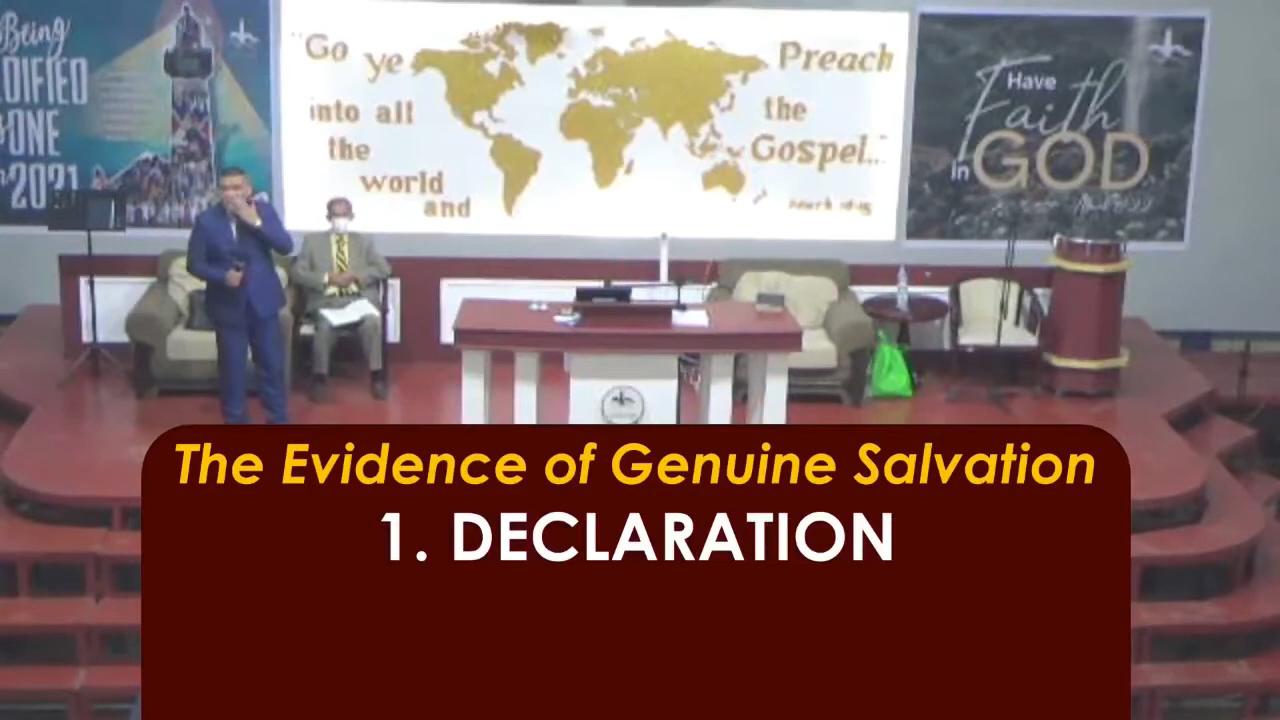 Being
EDIFIED
ONE
2021
"Go ye
into all
the
world
and
Preach
the
Gospel...
Have
Faith
in GOD
The Evidence of Genuine Salvation
1. DECLARATION